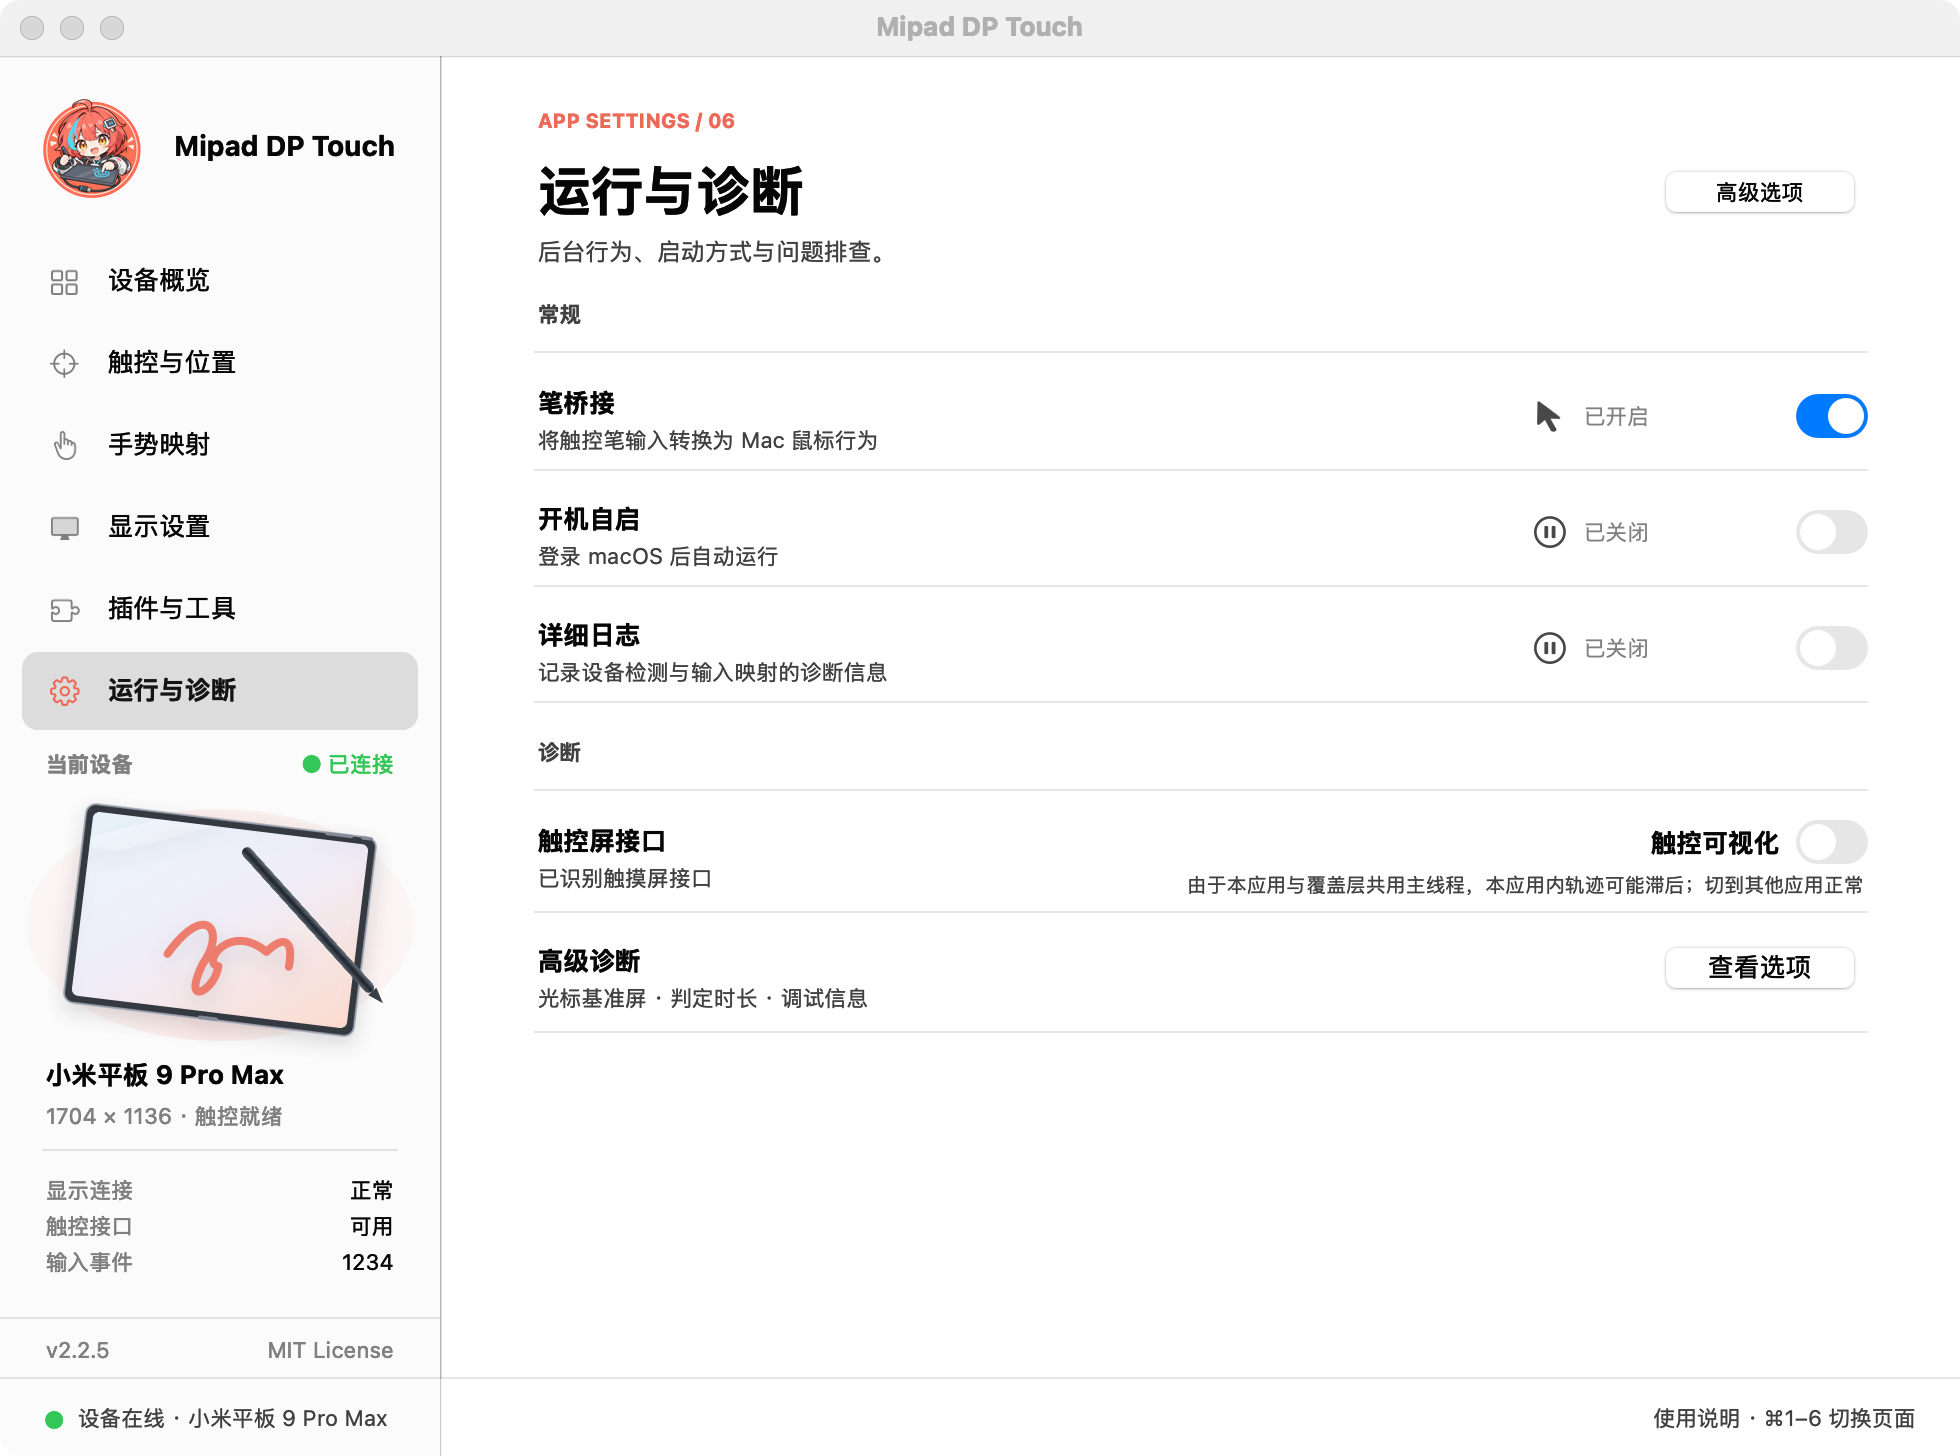 Mipad DP Touch
Mipad DP Touch
设备概览
触控与位置
手势映射
显示设置
插件与工具
运行与诊断
当前设备
已连接
小米平板 9 Pro Max
1704 × 1136 · 触控就绪
显示连接 正常
触控接口 可用
输入事件 1234
v2.2.5 MIT License
设备在线 · 小米平板 9 Pro Max
APP SETTINGS / 06
运行与诊断
高级选项
后台行为、启动方式与问题排查。
常规
笔桥接
将触控笔输入转换为 Mac 鼠标行为
已开启
开机自启
登录 macOS 后自动运行
已关闭
详细日志
记录设备检测与输入映射的诊断信息
已关闭
诊断
触控屏接口
已识别触摸屏接口
触控可视化
由于本应用与覆盖层共用主线程，本应用内轨迹可能滞后；切到其他应用正常
高级诊断
光标基准屏 · 判定时长 · 调试信息
查看选项
使用说明 · ⌘1–6 切换页面